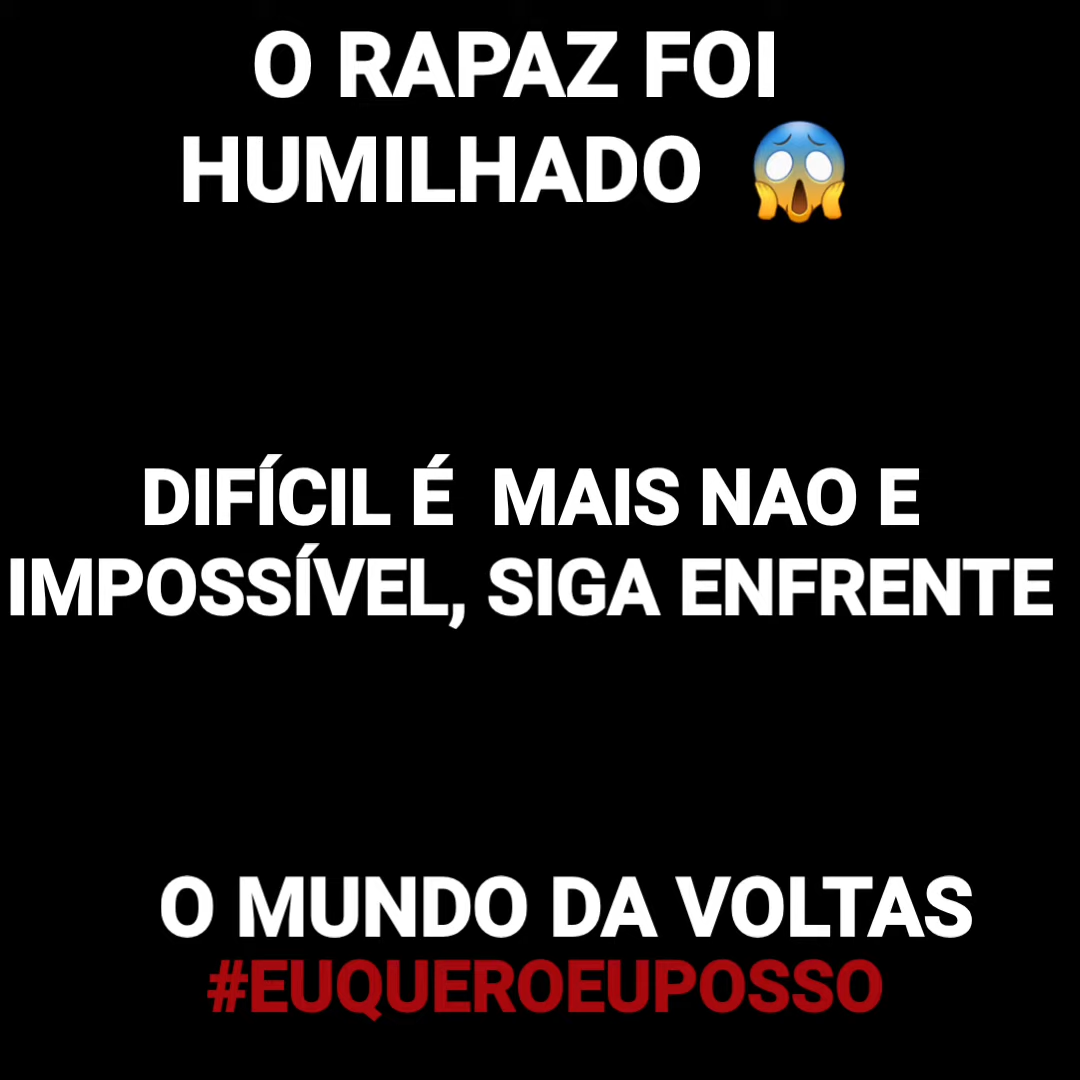 O RAPAZ FOI
HUMILHADO 😱
DIFÍCIL É MAIS NAO E
IMPOSSÍVEL, SIGA ENFRENTE
O MUNDO DA VOLTAS
#EUQUEROEUPOSSO